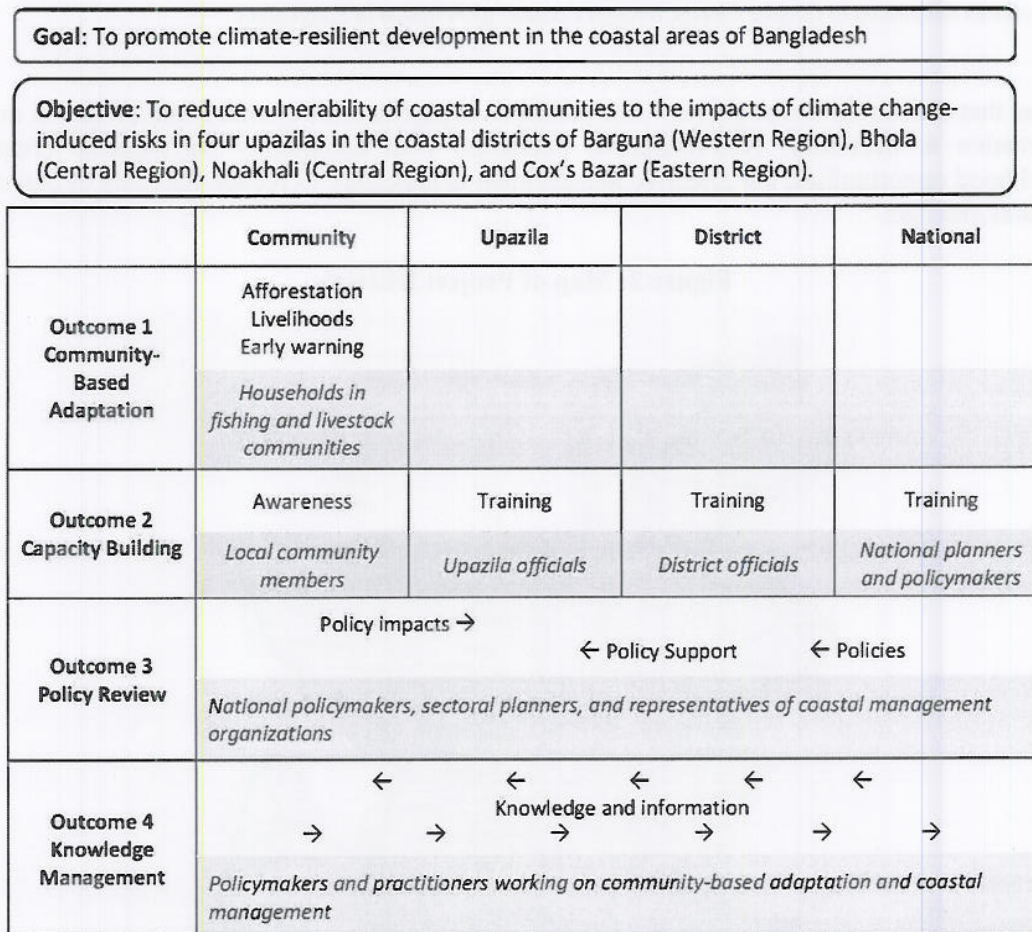 Goal: To promote climate-resilient development in the coastal areas of Bangladesh
Objective: To reduce vulnerability of coastal communities to the impacts of climate change-
induced risks in four upazilas in the coastal districts of Barguna (Western Region), Bhola
(Central Region), Noakhali (Central Region), and Cox's Bazar (Eastern Region).
Community Upazila District National
Outcome 1
Community-
Based
Adaptation
Afforestation
Livelihoods
Early warning
Households in
fishing and livestock
communities
Outcome 2
Capacity Building
Awareness Training Training Training
Local community
members
Upazila officials
District officials
National planners
and policymakers
Outcome 3
Policy Review
Policy impacts →
← Policy Support ← Policies
National policymakers, sectoral planners, and representatives of coastal management
organizations
Outcome 4
Knowledge
Management
← ← ← ← ←
Knowledge and information
→ → → → → →
Policymakers and practitioners working on community-based adaptation and coastal
management